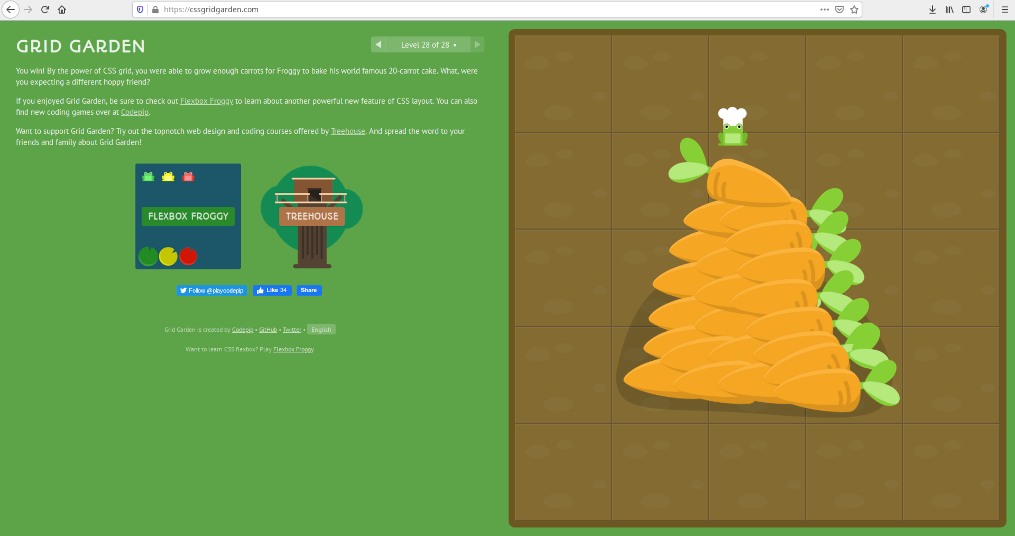 https://cssgridgarden.com
GRID GARDEN
Level 28 of 28 ▾
You win! By the power of CSS grid, you were able to grow enough carrots for Froggy to bake his world famous 20-carrot cake. What, were
you expecting a different hoppy friend?
If you enjoyed Grid Garden, be sure to check out Flexbox Froggy to learn about another powerful new feature of CSS layout. You can also
find new coding games over at Codepip.
Want to support Grid Garden? Try out the topnotch web design and coding courses offered by Treehouse. And spread the word to your
friends and family about Grid Garden!
FLEXBOX FROGGY
TREEHOUSE
Follow @playcodepip
Like 34
Share
Grid Garden is created by Codepip • GitHub • Twitter • English
Want to learn CSS flexbox? Play Flexbox Froggy.